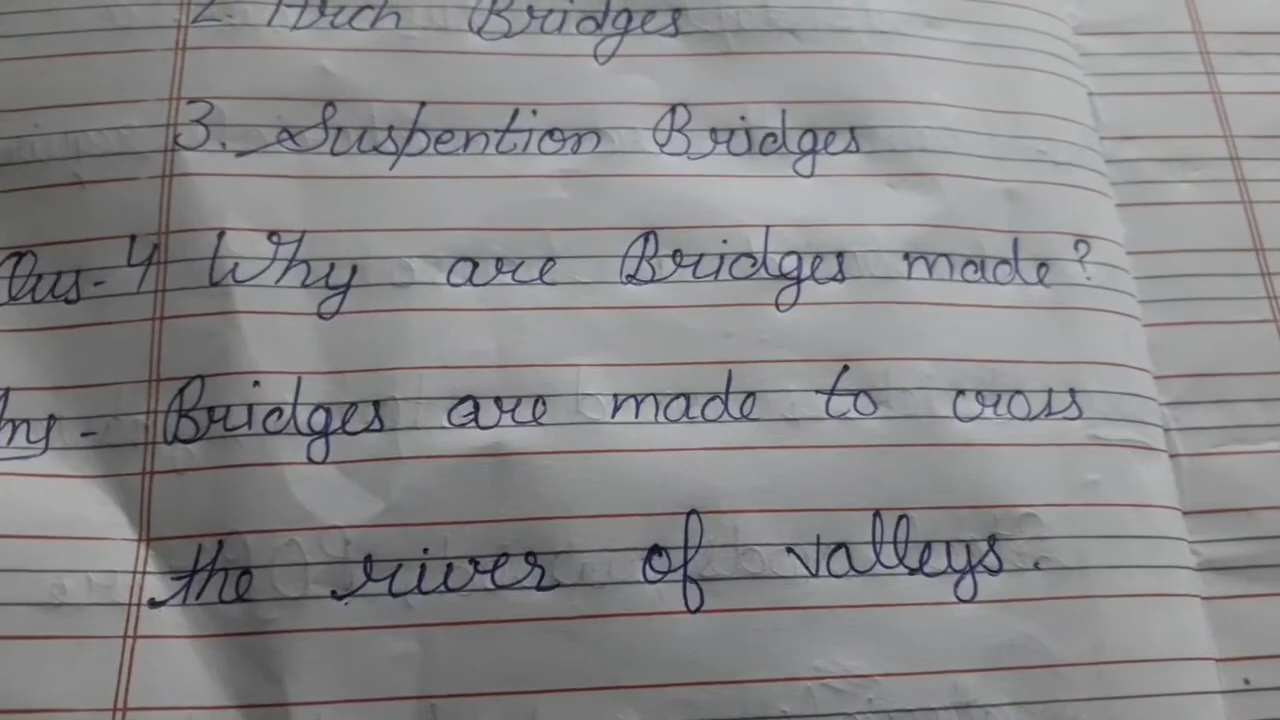 2. Arch Bridges
3. Suspention Bridges
Qus-4 Why are Bridges made?
Ans- Bridges are made to cross
the river of valleys.